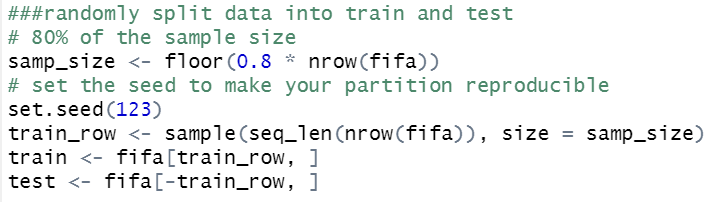 ###randomly split data into train and test
# 80% of the sample size
samp_size <- floor(0.8 * nrow(fifa))
# set the seed to make your partition reproducible
set.seed(123)
train_row <- sample(seq_len(nrow(fifa)), size = samp_size)
train <- fifa[train_row, ]
test <- fifa[-train_row, ]